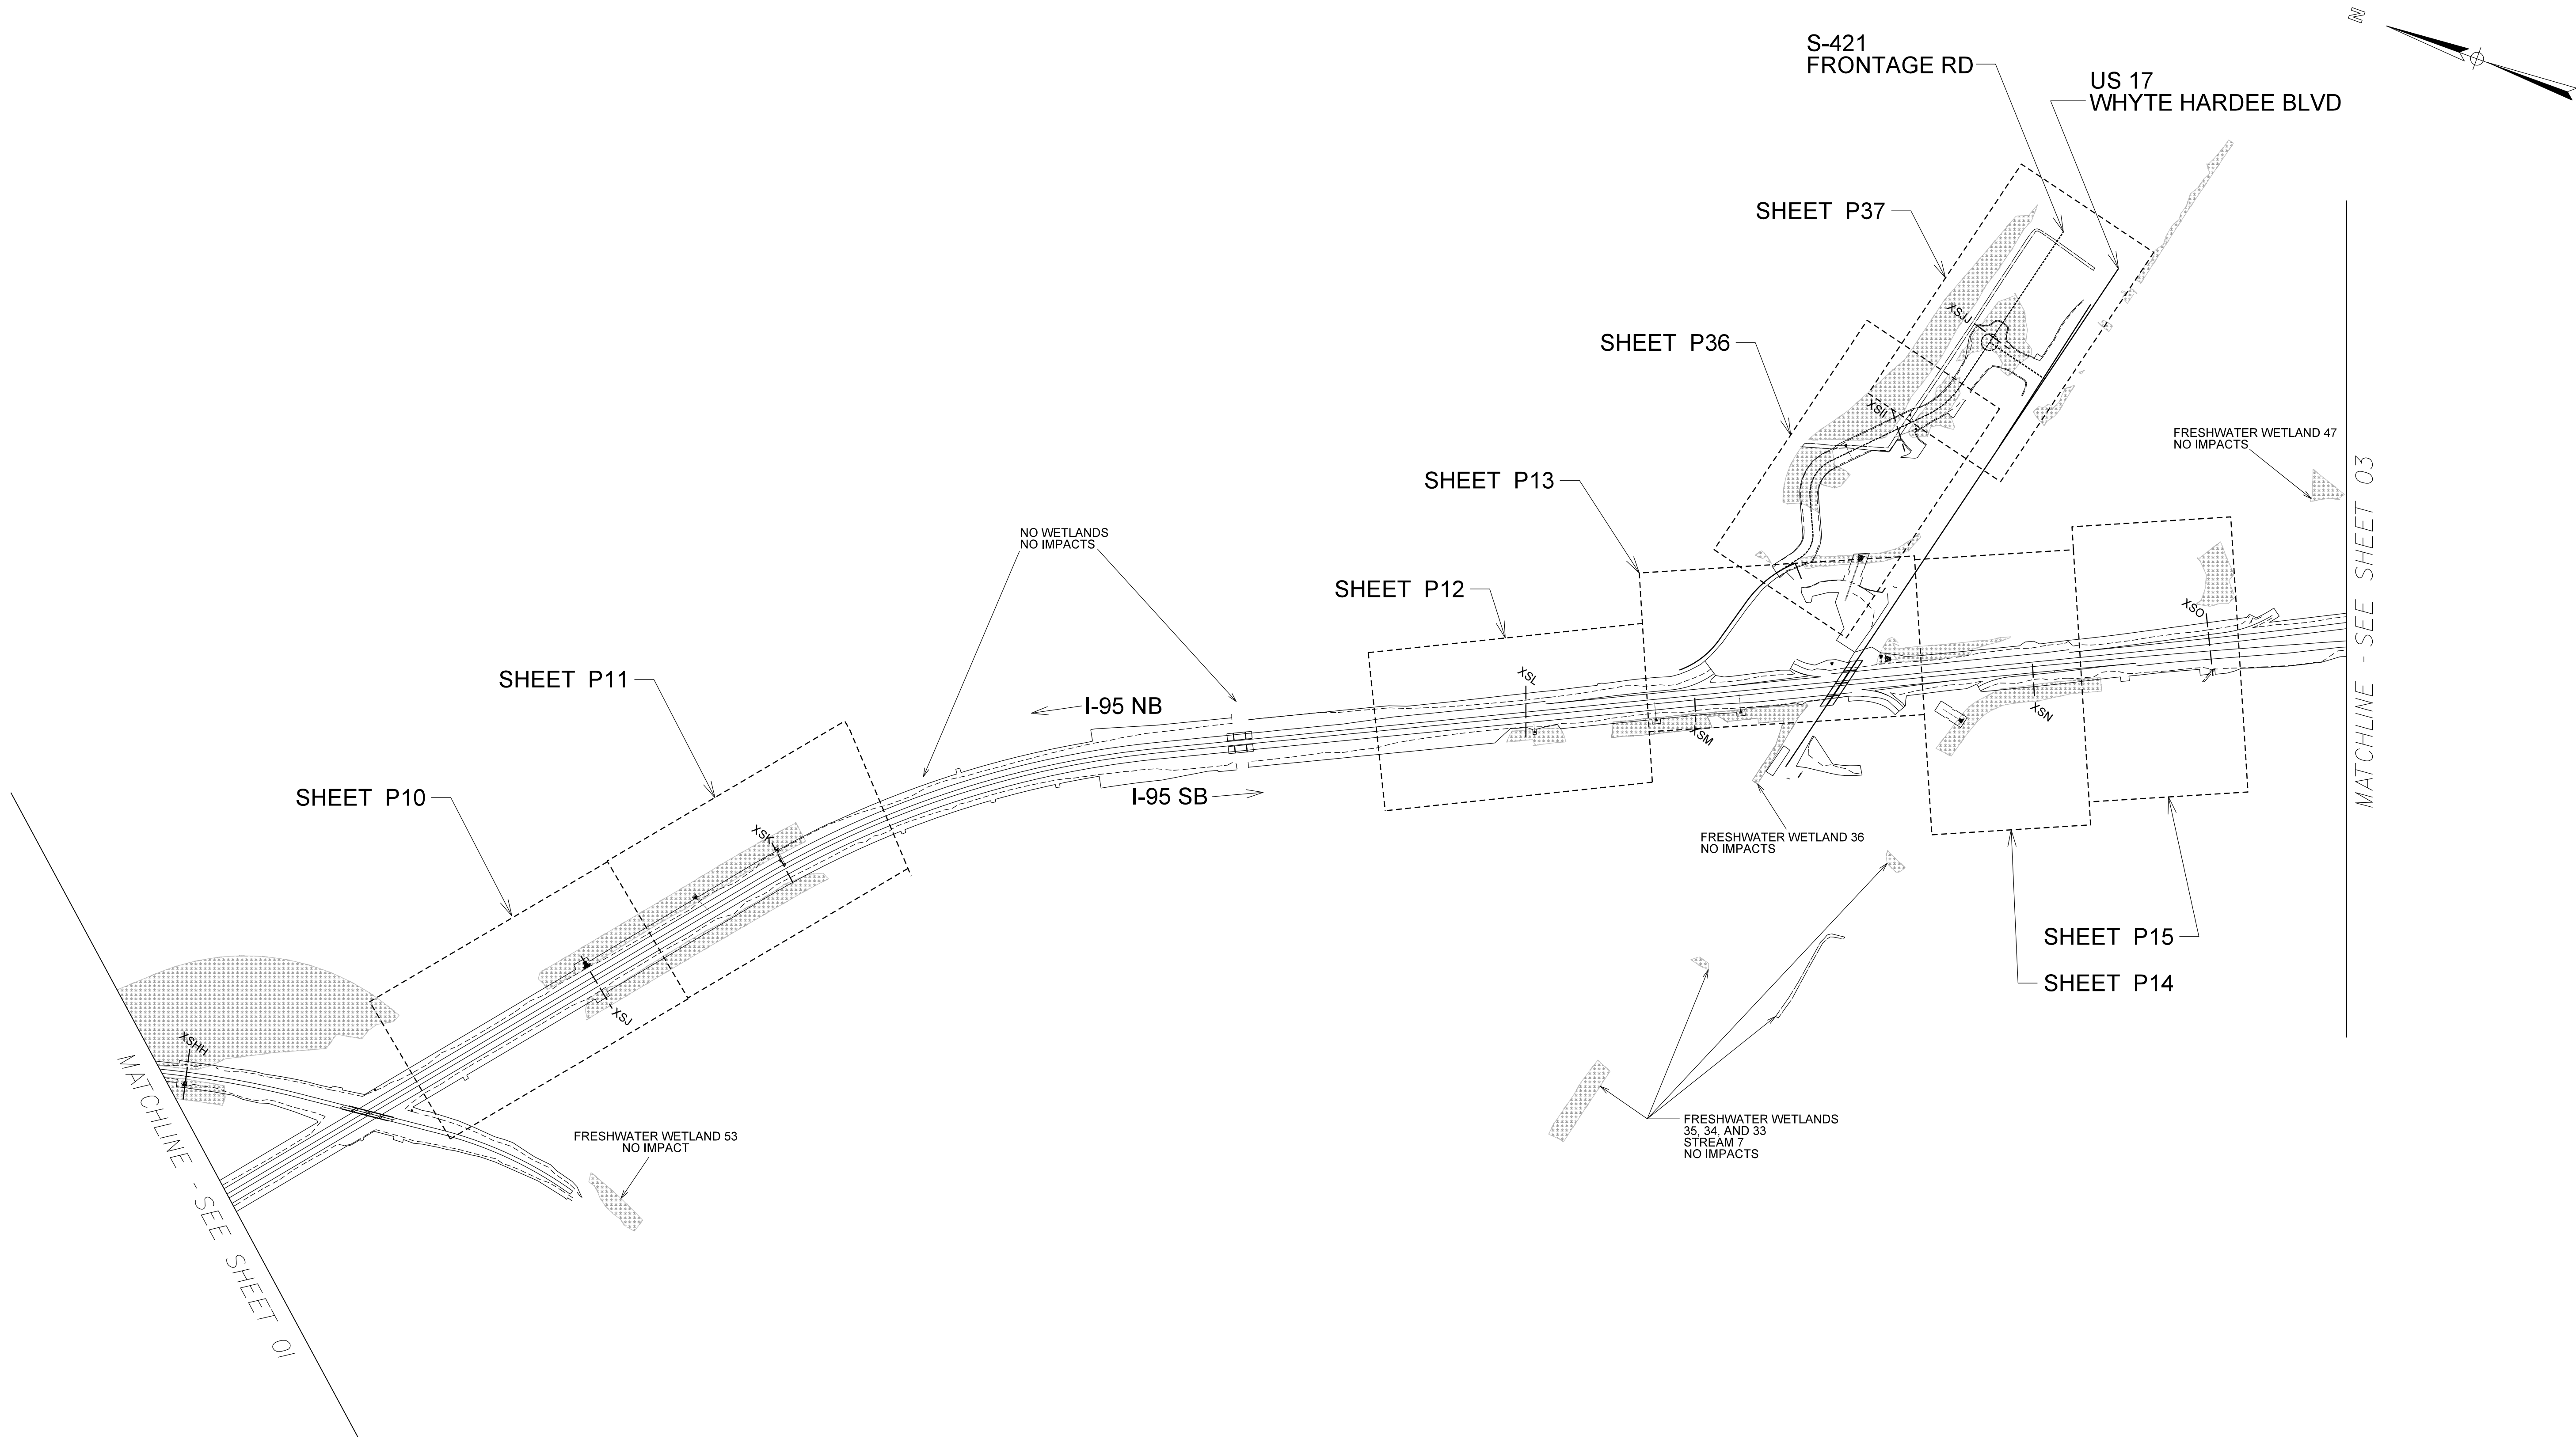 N
S-421
FRONTAGE RD
US 17
WHYTE HARDEE BLVD
SHEET P37
SHEET P36
XSJJ
XSII
FRESHWATER WETLAND 47
NO IMPACTS
SHEET P13
MATCHLINE - SEE SHEET 03
NO WETLANDS
NO IMPACTS
SHEET P12
XSO
SHEET P11
XSL
I-95 NB
XSN
XSM
SHEET P10
I-95 SB
XSK
FRESHWATER WETLAND 36
NO IMPACTS
SHEET P15
SHEET P14
XSJ
XSHH
MATCHLINE - SEE SHEET 01
FRESHWATER WETLAND 53
NO IMPACT
FRESHWATER WETLANDS
35, 34, AND 33
STREAM 7
NO IMPACTS